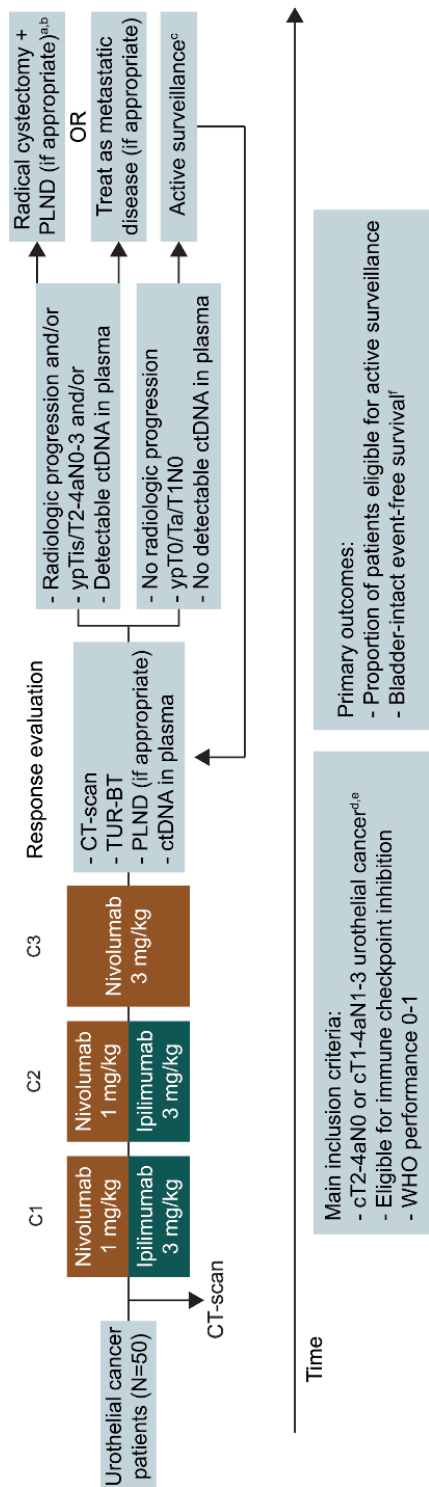 Urothelial cancer
patients (N=50)
CT-scan
C1
Nivolumab
1 mg/kg
Ipilimumab
3 mg/kg
C2
Nivolumab
1 mg/kg
Ipilimumab
3 mg/kg
C3
Nivolumab
3 mg/kg
Response evaluation
- CT-scan
- TUR-BT
- PLND (if appropriate)
- ctDNA in plasma
- Radiologic progression and/or
- ypTis/T2-4aN0-3 and/or
- Detectable ctDNA in plasma
- No radiologic progression
- ypT0/Ta/T1N0
- No detectable ctDNA in plasma
Radical cystectomy +
PLND (if appropriate)a,b
OR
Treat as metastatic
disease (if appropriate)
Active surveillancec
Time
Main inclusion criteria:
- cT2-4aN0 or cT1-4aN1-3 urothelial cancerd,e
- Eligible for immune checkpoint inhibition
- WHO performance 0-1
Primary outcomes:
- Proportion of patients eligible for active surveillance
- Bladder-intact event-free survivalf